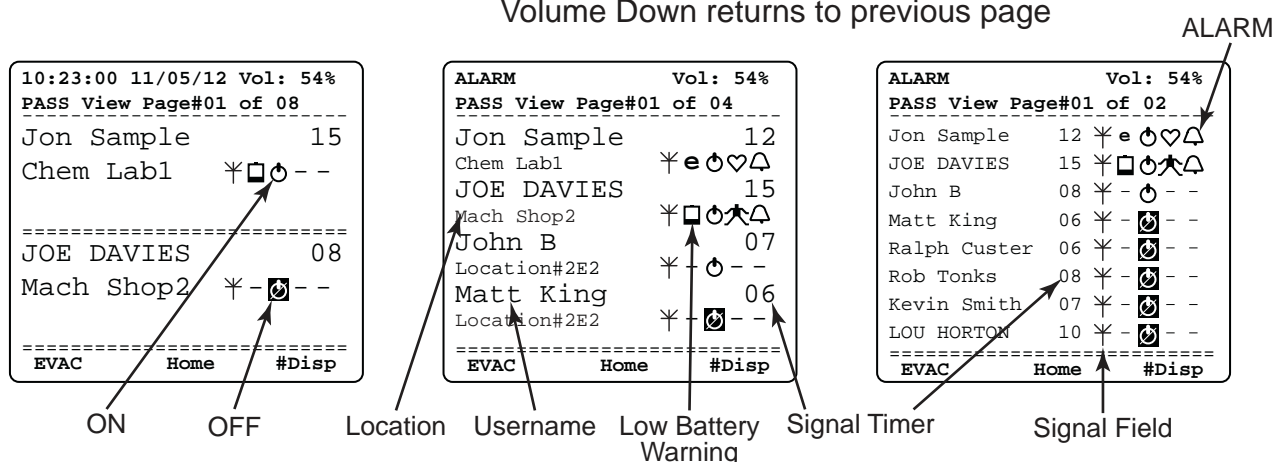 Volume Down returns to previous page
ALARM
10:23:00 11/05/12 Vol: 54%
PASS View Page#01 of 08
Jon Sample 15
Chem Lab1 - -
JOE DAVIES 08
Mach Shop2 - - -
EVAC Home #Disp
ALARM Vol: 54%
PASS View Page#01 of 04
Jon Sample 12
Chem Lab1 e
JOE DAVIES 15
Mach Shop2
John B 07
Location#2E2 - - -
Matt King 06
Location#2E2 - - -
EVAC Home #Disp
ALARM Vol: 54%
PASS View Page#01 of 02
Jon Sample 12 e
JOE DAVIES 15
John B 08 - - -
Matt King 06 - - -
Ralph Custer 06 - - -
Rob Tonks 08 - - -
Kevin Smith 07 - - -
LOU HORTON 10 - - -
EVAC Home #Disp
ON
OFF
Location
Username
Low Battery
Warning
Signal Timer
Signal Field